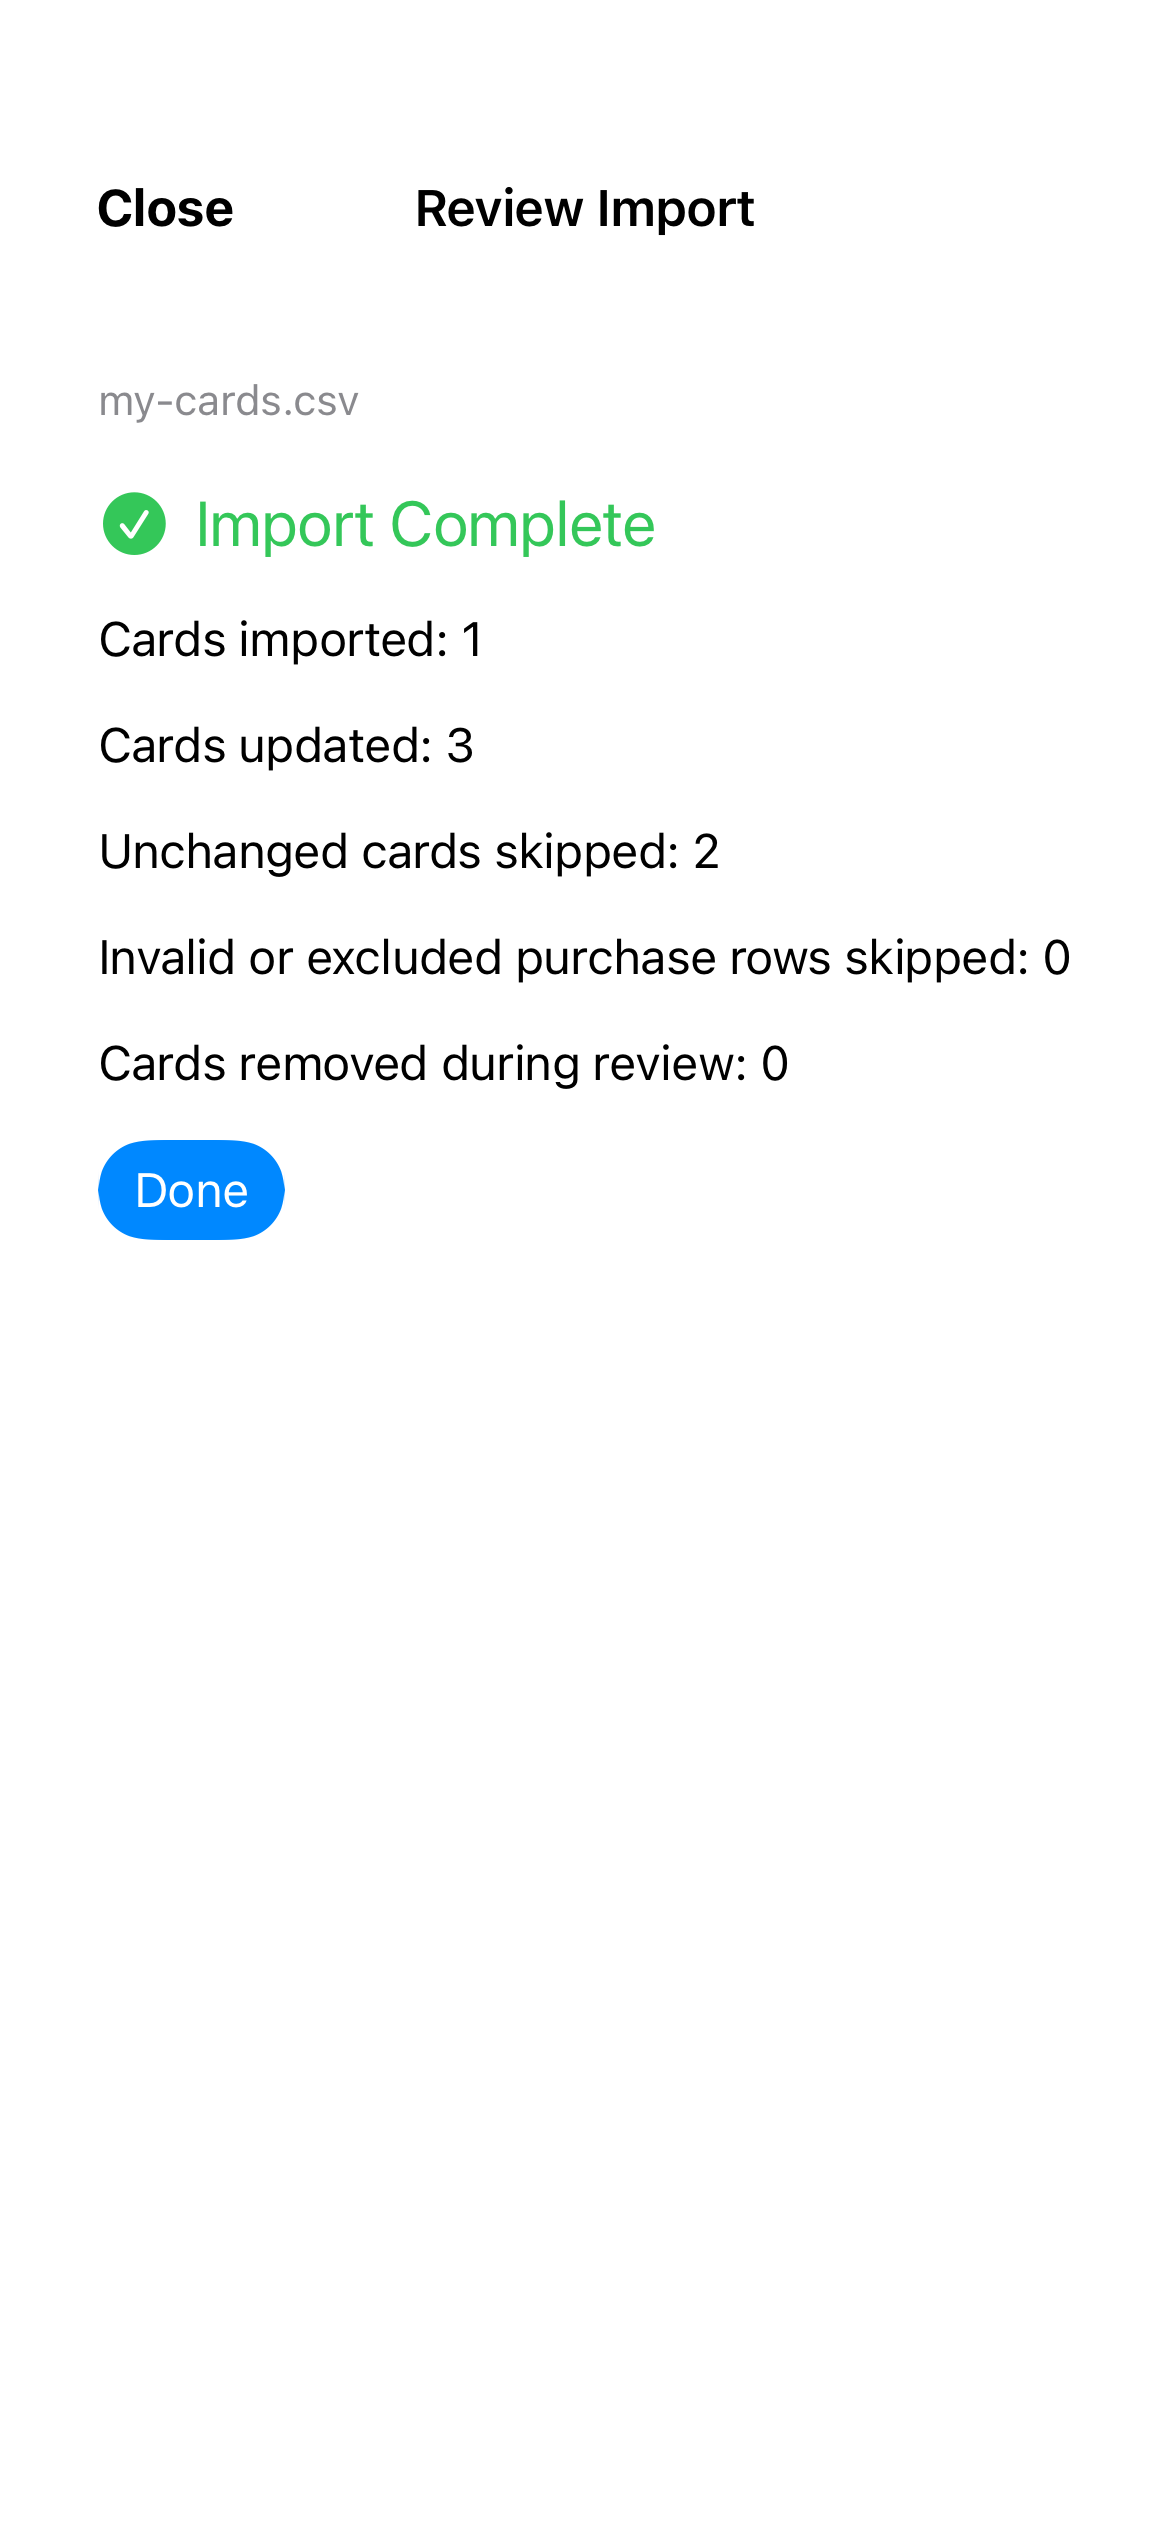 Close
Review Import
my-cards.csv
Import Complete
Cards imported: 1
Cards updated: 3
Unchanged cards skipped: 2
Invalid or excluded purchase rows skipped: 0
Cards removed during review: 0
Done